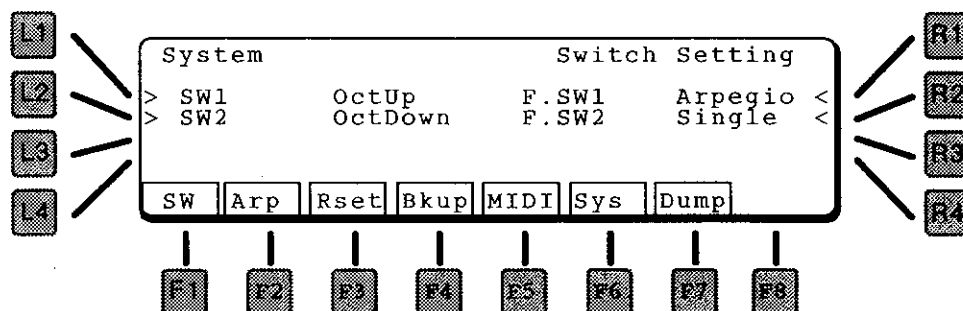 System Switch Setting
> SW1 OctUp F.SW1 Arpegio <
> SW2 OctDown F.SW2 Single <
SW Arp Rset Bkup MIDI Sys Dump
L1
L2
L3
L4
R1
R2
R3
R4
F1 F2 F3 F4 F5 F6 F7 F8